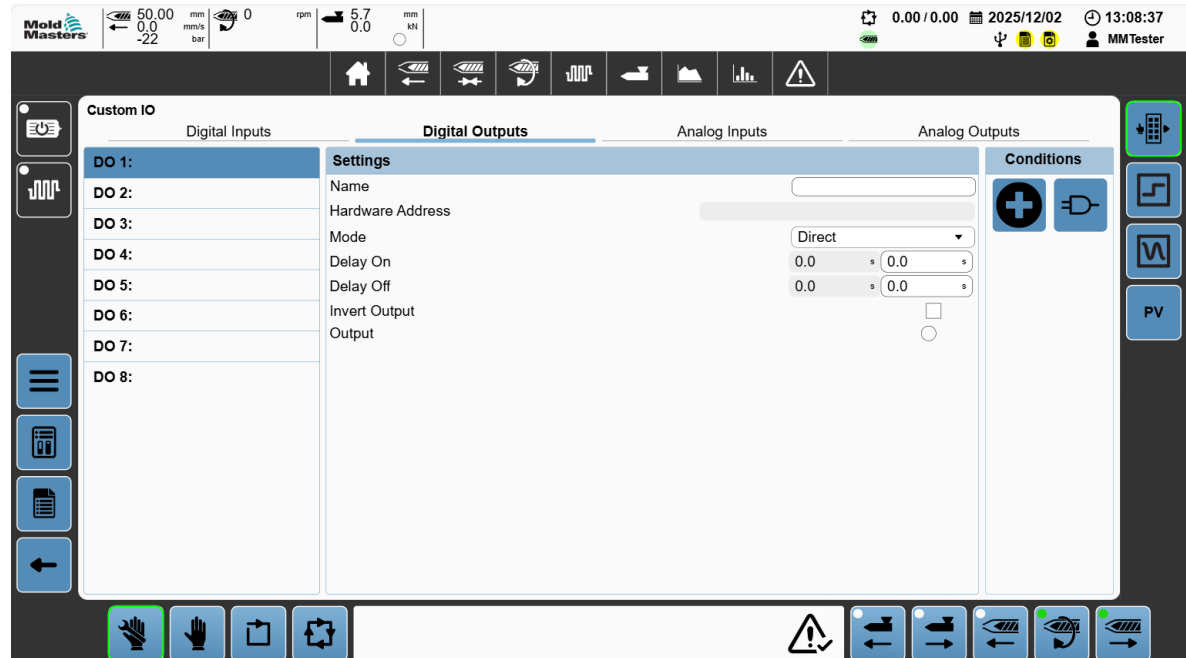 Mold
Masters
50.00 mm
0.0 mm/s
-22 bar
0 rpm
5.7 mm
0.0 kN
0.00 / 0.00
2025/12/02
13:08:37
MMTester
Custom IO
Digital Inputs
Digital Outputs
Analog Inputs
Analog Outputs
DO 1:
DO 2:
DO 3:
DO 4:
DO 5:
DO 6:
DO 7:
DO 8:
Settings
Name
Hardware Address
Mode Direct
Delay On 0.0 s 0.0 s
Delay Off 0.0 s 0.0 s
Invert Output
Output
Conditions
PV